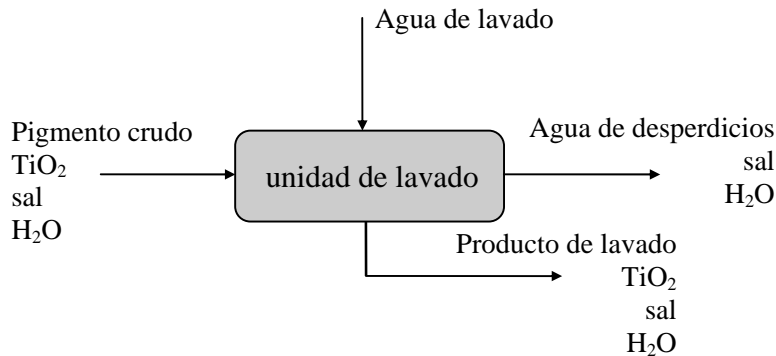 Agua de lavado
Pigmento crudo
TiO₂
sal
H₂O
unidad de lavado
Agua de desperdicios
sal
H₂O
Producto de lavado
TiO₂
sal
H₂O